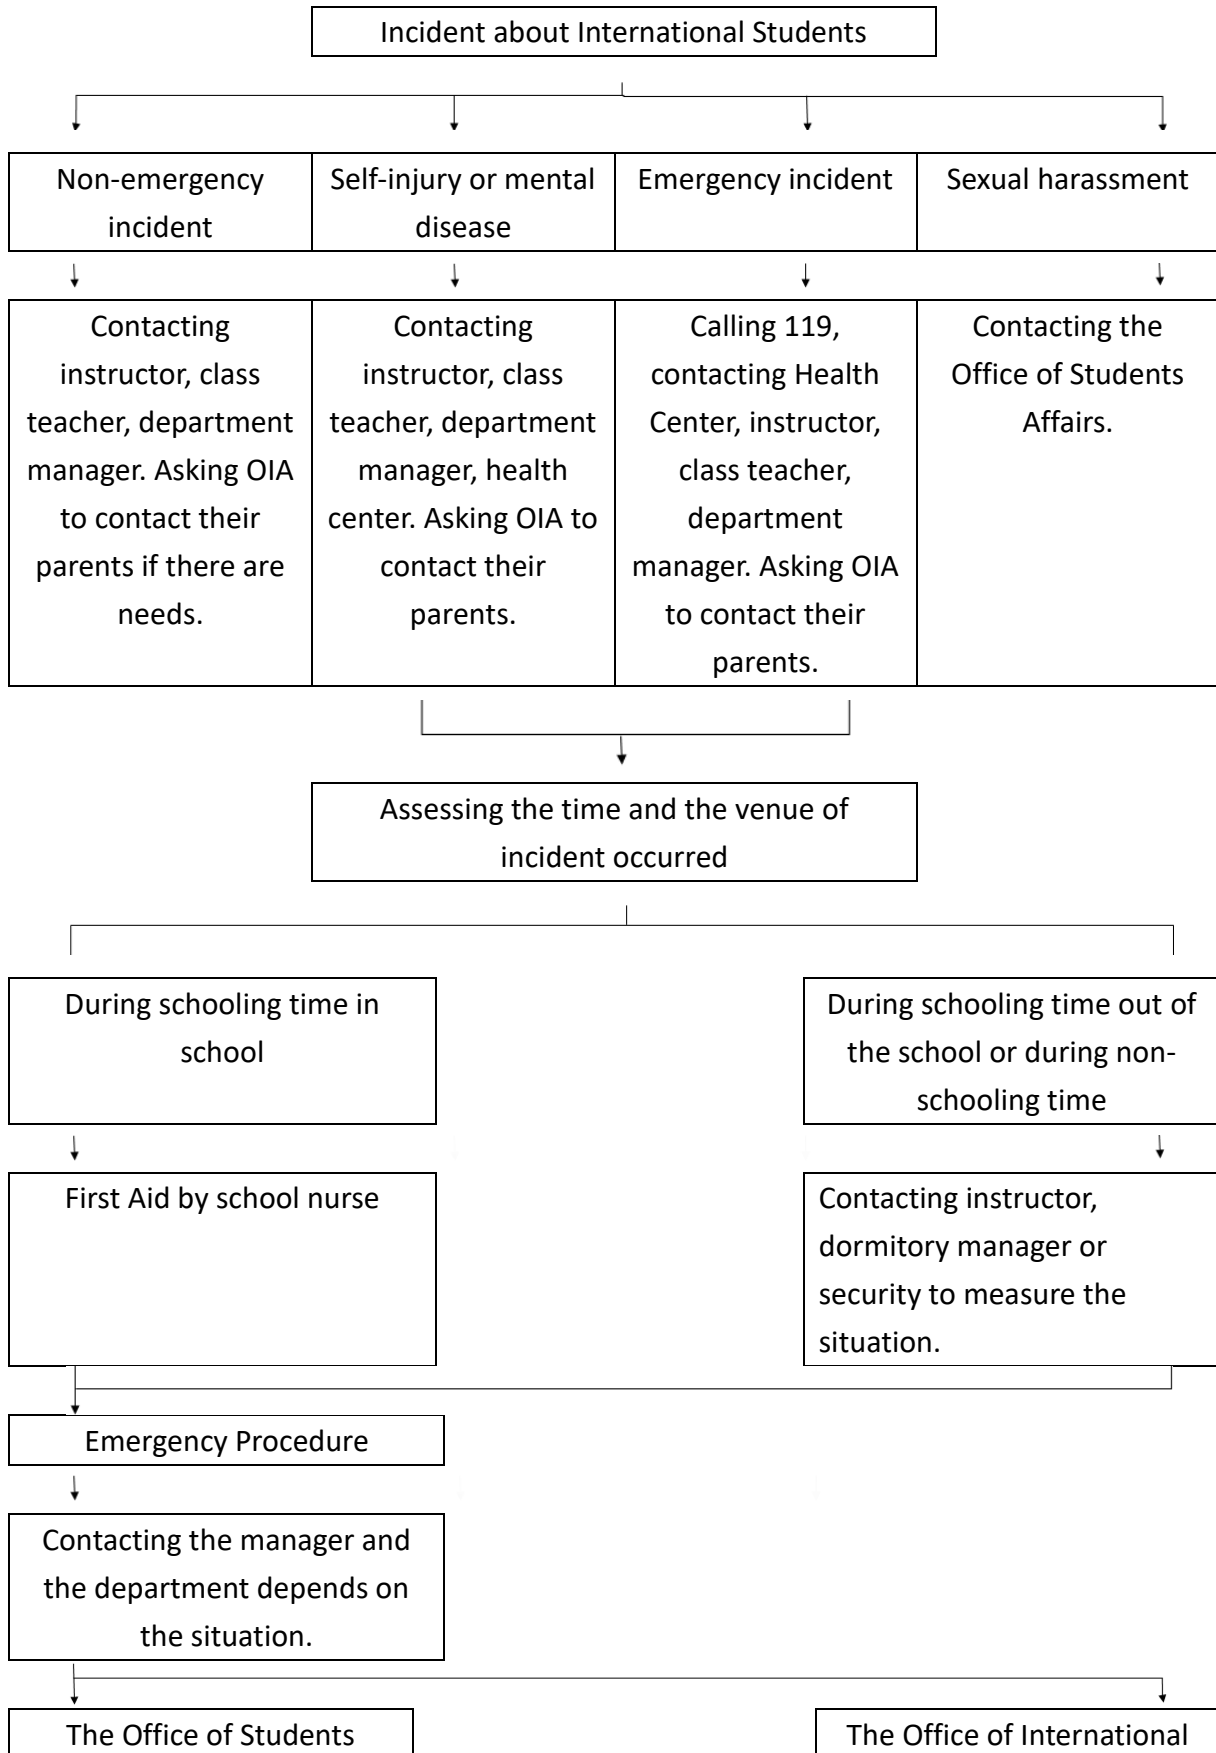 Incident about International Students
Non-emergency
incident
Self-injury or mental
disease
Emergency incident
Sexual harassment
Contacting
instructor, class
teacher, department
manager. Asking OIA
to contact their
parents if there are
needs.
Contacting
instructor, class
teacher, department
manager, health
center. Asking OIA to
contact their
parents.
Calling 119,
contacting Health
Center, instructor,
class teacher,
department
manager. Asking OIA
to contact their
parents.
Contacting the
Office of Students
Affairs.
Assessing the time and the venue of
incident occurred
During schooling time in
school
During schooling time out of
the school or during non-
schooling time
First Aid by school nurse
Contacting instructor,
dormitory manager or
security to measure the
situation.
Emergency Procedure
Contacting the manager and
the department depends on
the situation.
The Office of Students
The Office of International